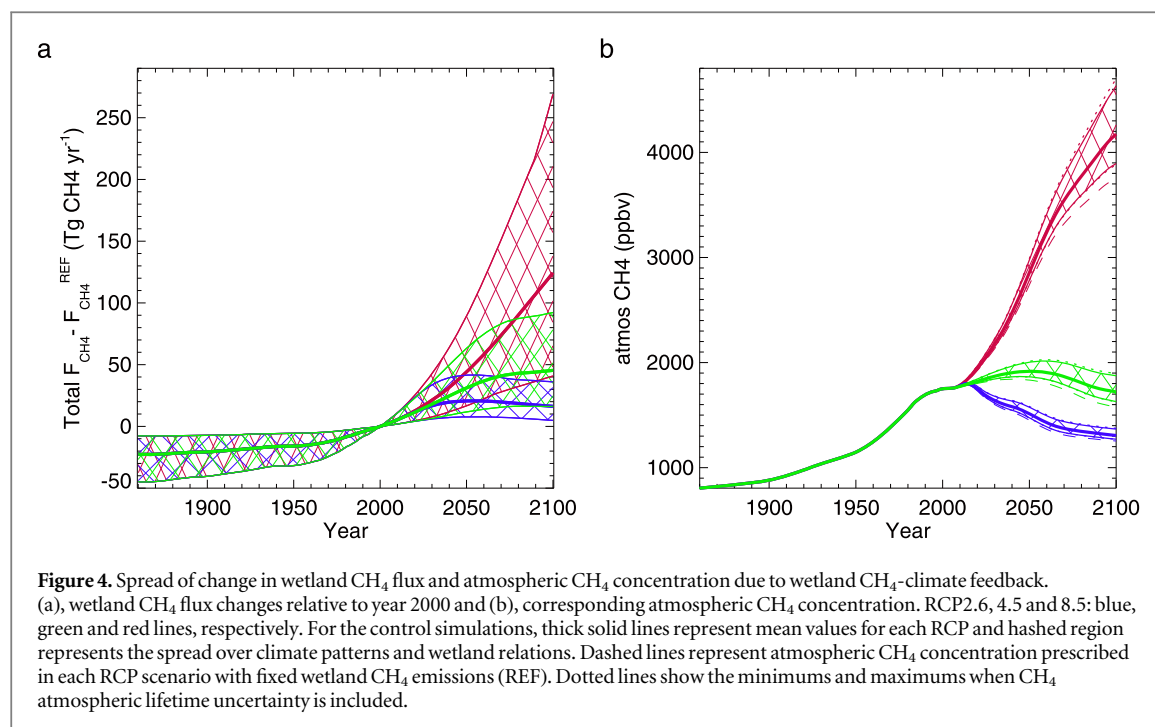 a
b
Total F_CH4 - F_CH4^REF (Tg CH4 yr⁻¹)
250
200
150
100
50
0
-50
1900
1950
2000
2050
2100
Year
atmos CH4 (ppbv)
4000
3000
2000
1000
1900
1950
2000
2050
2100
Year
Figure 4. Spread of change in wetland CH₄ flux and atmospheric CH₄ concentration due to wetland CH₄-climate feedback.
(a), wetland CH₄ flux changes relative to year 2000 and (b), corresponding atmospheric CH₄ concentration. RCP2.6, 4.5 and 8.5: blue,
green and red lines, respectively. For the control simulations, thick solid lines represent mean values for each RCP and hashed region
represents the spread over climate patterns and wetland relations. Dashed lines represent atmospheric CH₄ concentration prescribed
in each RCP scenario with fixed wetland CH₄ emissions (REF). Dotted lines show the minimums and maximums when CH₄
atmospheric lifetime uncertainty is included.